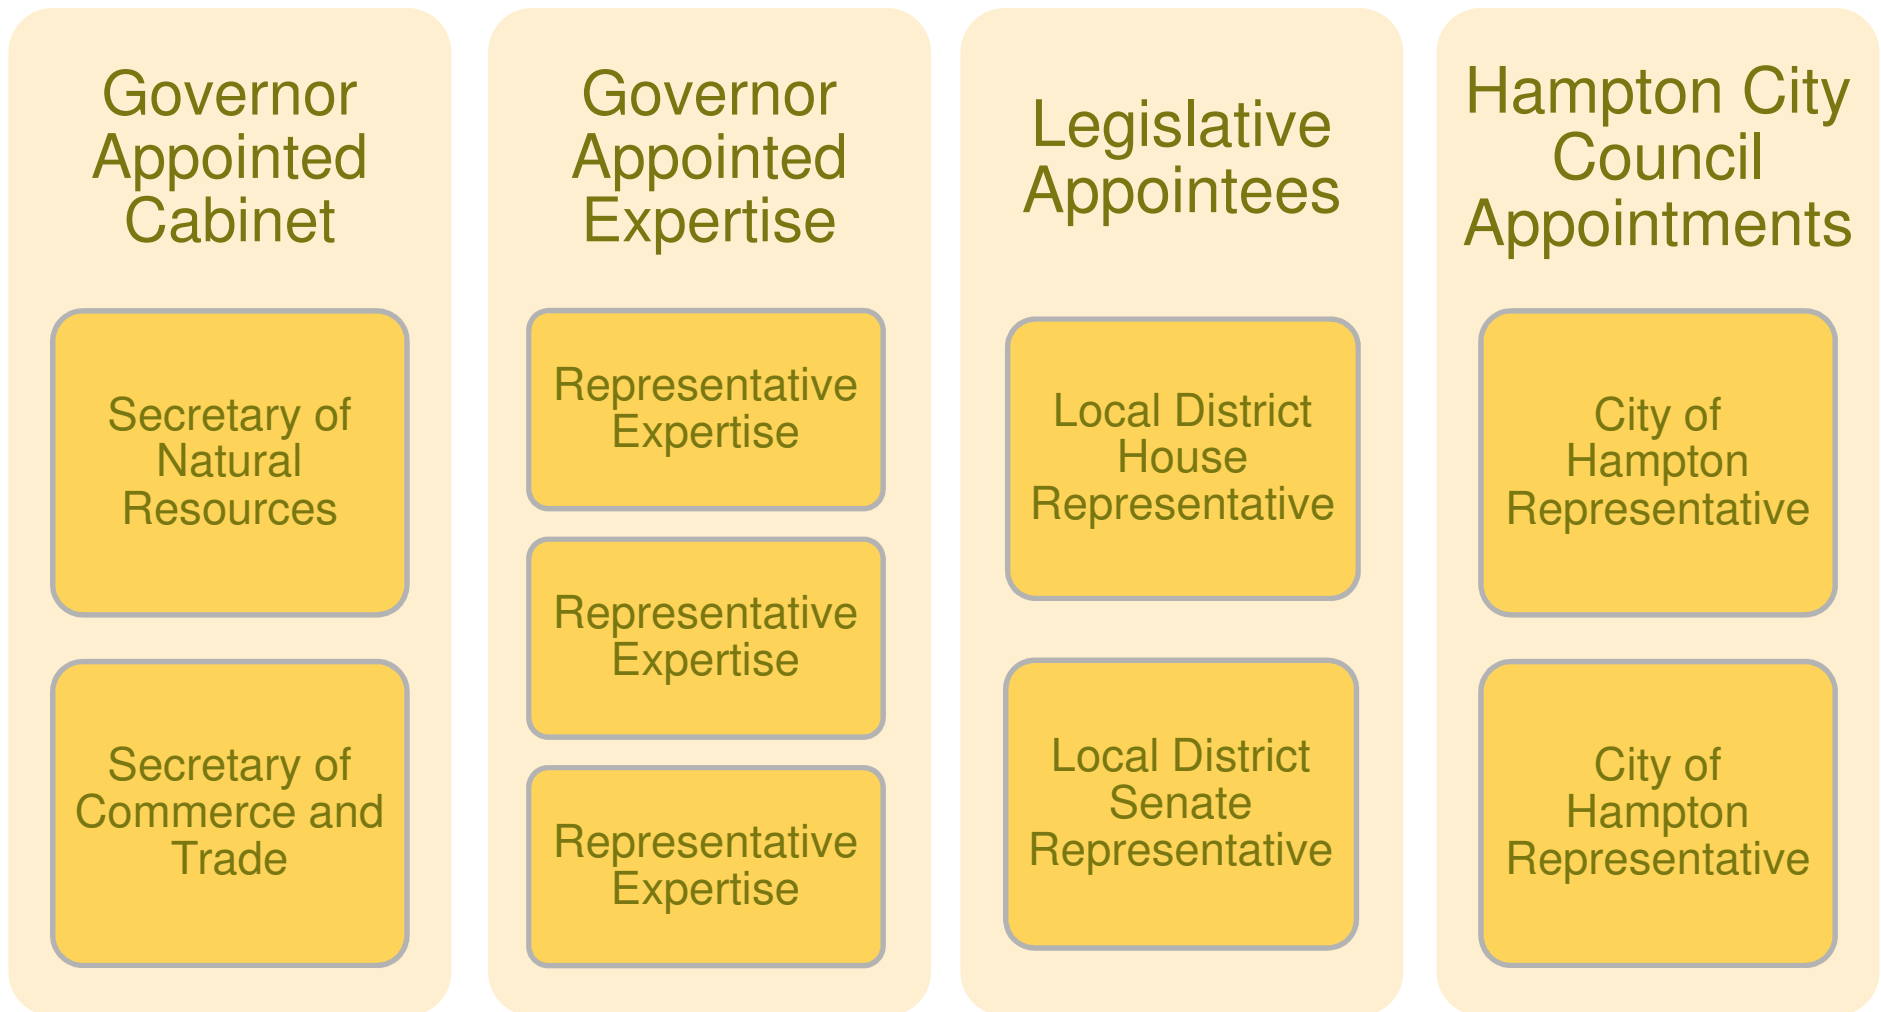 Governor
Appointed
Cabinet
Secretary of
Natural
Resources
Secretary of
Commerce and
Trade
Governor
Appointed
Expertise
Representative
Expertise
Representative
Expertise
Representative
Expertise
Legislative
Appointees
Local District
House
Representative
Local District
Senate
Representative
Hampton City
Council
Appointments
City of
Hampton
Representative
City of
Hampton
Representative